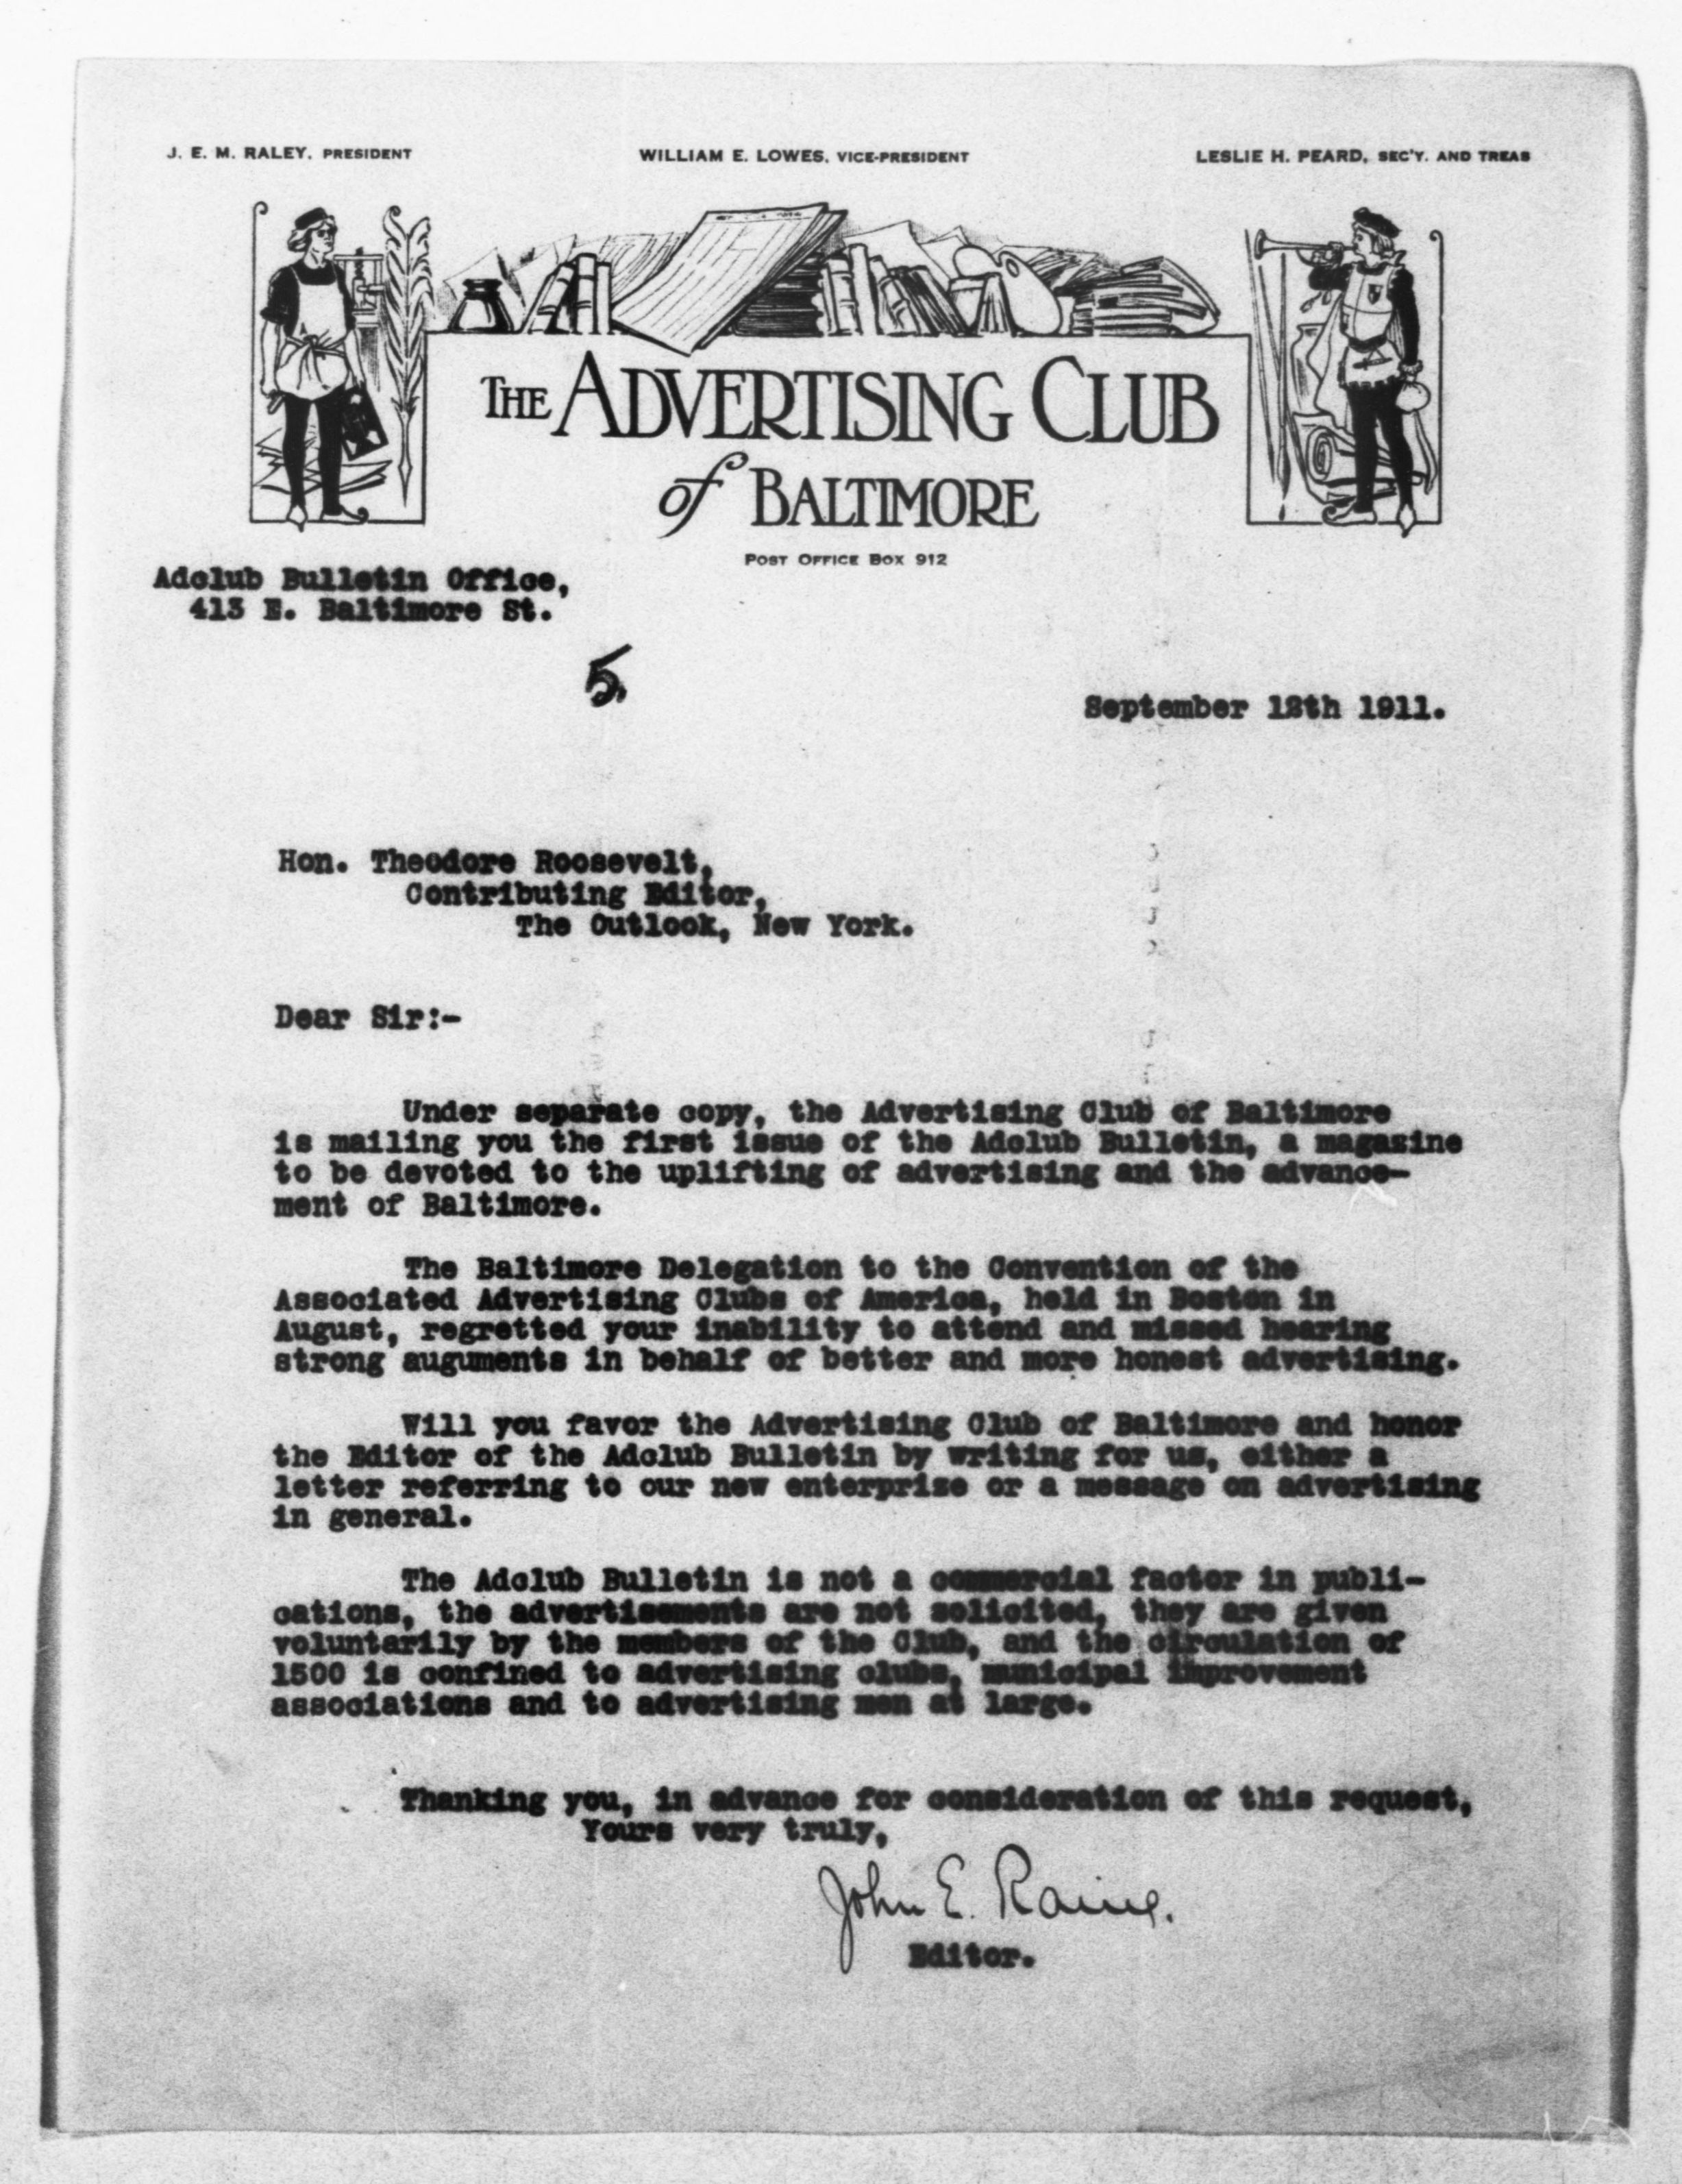 J. E. M. RALEY, PRESIDENT
WILLIAM E. LOWES, VICE-PRESIDENT
LESLIE H. PEARD, SEC'Y. AND TREAS
THE ADVERTISING CLUB
of BALTIMORE
POST OFFICE BOX 912
Adclub Bulletin Office,
413 E. Baltimore St.
5.
September 12th 1911.
Hon. Theodore Roosevelt,
Contributing Editor,
The Outlook, New York.
Dear Sir:-
Under separate copy, the Advertising Club of Baltimore
is mailing you the first issue of the Adclub Bulletin, a magazine
to be devoted to the uplifting of advertising and the advance-
ment of Baltimore.
The Baltimore Delegation to the Convention of the
Associated Advertising Clubs of America, held in Boston in
August, regretted your inability to attend and missed hearing
strong auguments in behalf of better and more honest advertising.
Will you favor the Advertising Club of Baltimore and honor
the Editor of the Adclub Bulletin by writing for us, either a
letter referring to our new enterprise or a message on advertising
in general.
The Adclub Bulletin is not a commercial factor in publi-
cations, the advertisements are not solicited, they are given
voluntarily by the members of the Club, and the circulation of
1500 is confined to advertising clubs, municipal improvement
associations and to advertising men at large.
Thanking you, in advance for consideration of this request,
Yours very truly,
John E. Raine.
Editor.